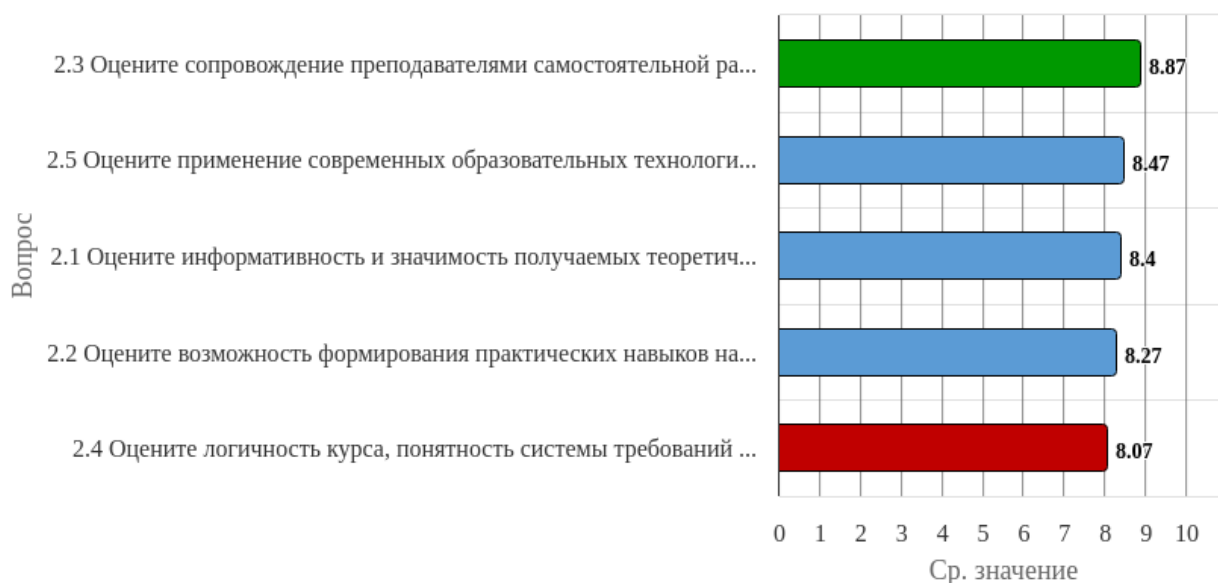 2.3 Оцените сопровождение преподавателями самостоятельной ра...
8.87
2.5 Оцените применение современных образовательных технологи...
8.47
2.1 Оцените информативность и значимость получаемых теоретич...
8.4
2.2 Оцените возможность формирования практических навыков на...
8.27
2.4 Оцените логичность курса, понятность системы требований ...
8.07
Вопрос
0 1 2 3 4 5 6 7 8 9 10
Ср. значение